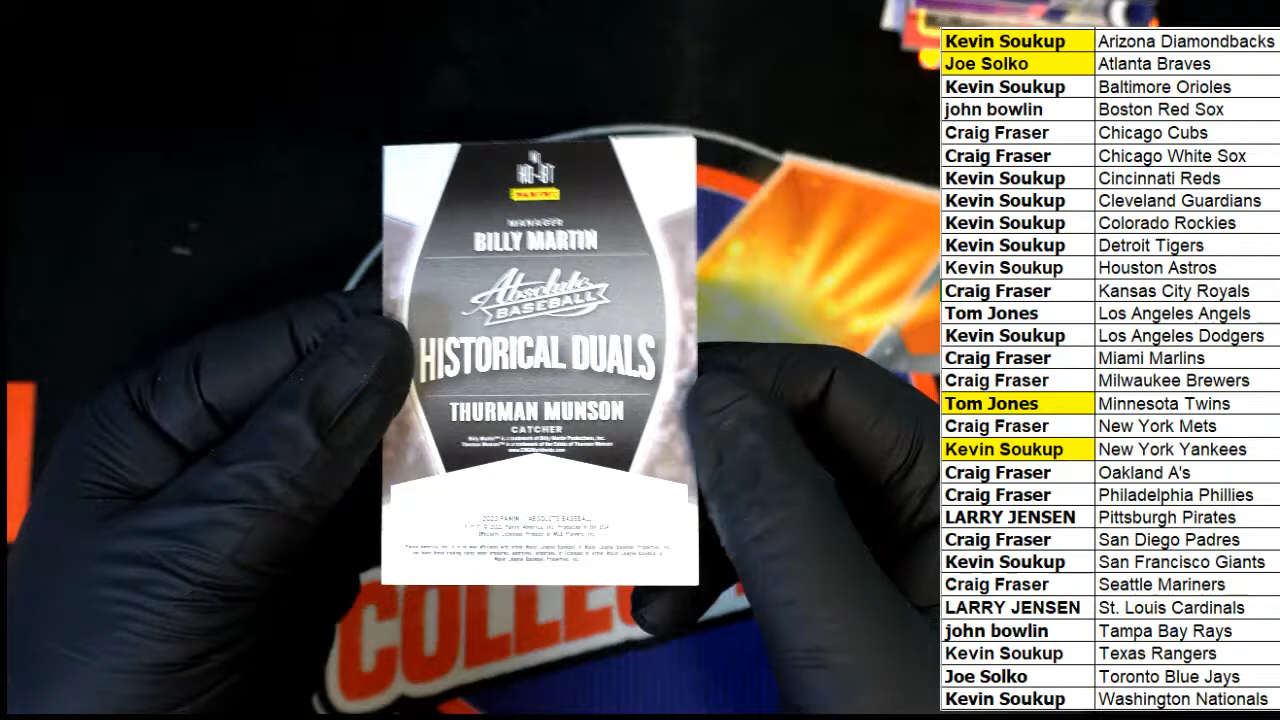 PANINI
MANAGER
BILLY MARTIN
Absolute
BASEBALL
HISTORICAL DUALS
THURMAN MUNSON
CATCHER
COLLEC
Kevin Soukup Arizona Diamondbacks
Joe Solko Atlanta Braves
Kevin Soukup Baltimore Orioles
john bowlin Boston Red Sox
Craig Fraser Chicago Cubs
Craig Fraser Chicago White Sox
Kevin Soukup Cincinnati Reds
Kevin Soukup Cleveland Guardians
Kevin Soukup Colorado Rockies
Kevin Soukup Detroit Tigers
Kevin Soukup Houston Astros
Craig Fraser Kansas City Royals
Tom Jones Los Angeles Angels
Kevin Soukup Los Angeles Dodgers
Craig Fraser Miami Marlins
Craig Fraser Milwaukee Brewers
Tom Jones Minnesota Twins
Craig Fraser New York Mets
Kevin Soukup New York Yankees
Craig Fraser Oakland A's
Craig Fraser Philadelphia Phillies
LARRY JENSEN Pittsburgh Pirates
Craig Fraser San Diego Padres
Kevin Soukup San Francisco Giants
Craig Fraser Seattle Mariners
LARRY JENSEN St. Louis Cardinals
john bowlin Tampa Bay Rays
Kevin Soukup Texas Rangers
Joe Solko Toronto Blue Jays
Kevin Soukup Washington Nationals